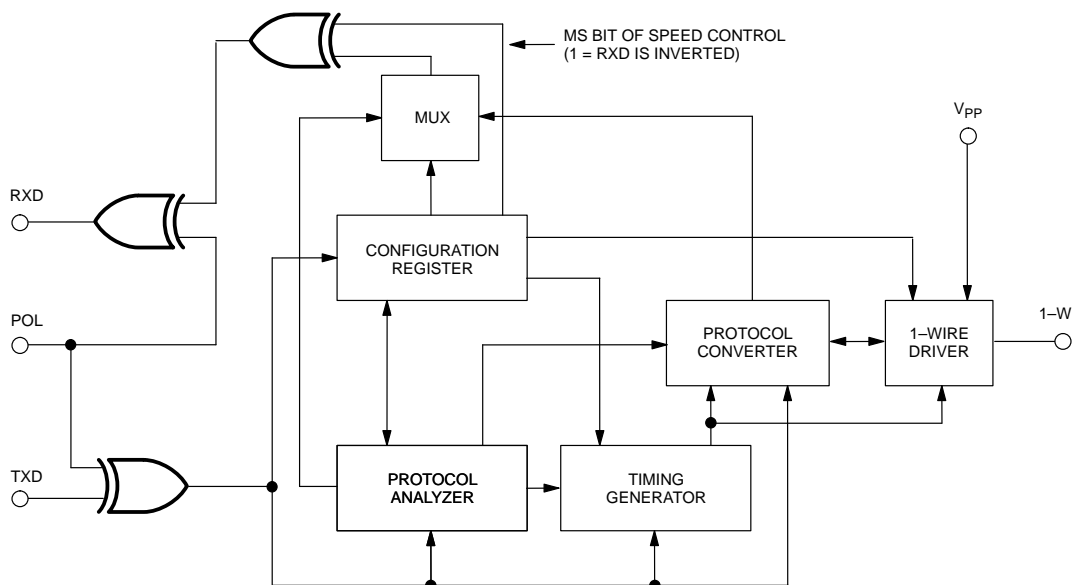 MS BIT OF SPEED CONTROL
(1 = RXD IS INVERTED)
MUX
VPP
RXD
CONFIGURATION
REGISTER
POL
1–W
PROTOCOL
CONVERTER
1–WIRE
DRIVER
TXD
PROTOCOL
ANALYZER
TIMING
GENERATOR